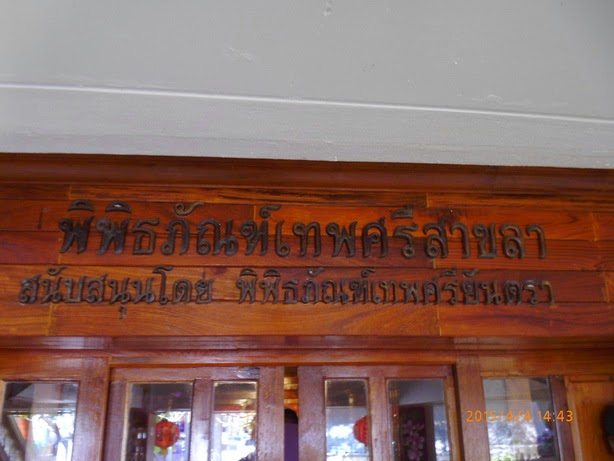 พิพิธภัณฑ์เทพศรีสาขลา
สนับสนุนโดย พิพิธภัณฑ์เทพศรียันตรา
14:43